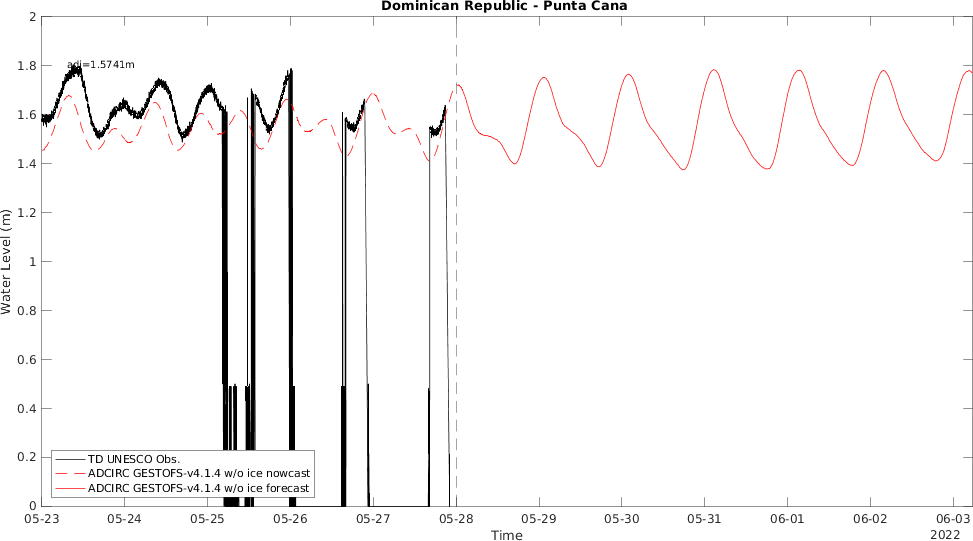 Dominican Republic - Punta Cana
2
1.8
1.6
1.4
1.2
1
0.8
0.6
0.4
0.2
0
Water Level (m)
adj=1.5741m
TD UNESCO Obs.
ADCIRC GESTOFS-v4.1.4 w/o ice nowcast
ADCIRC GESTOFS-v4.1.4 w/o ice forecast
05-23 05-24 05-25 05-26 05-27 05-28 05-29 05-30 05-31 06-01 06-02 06-03
Time
2022